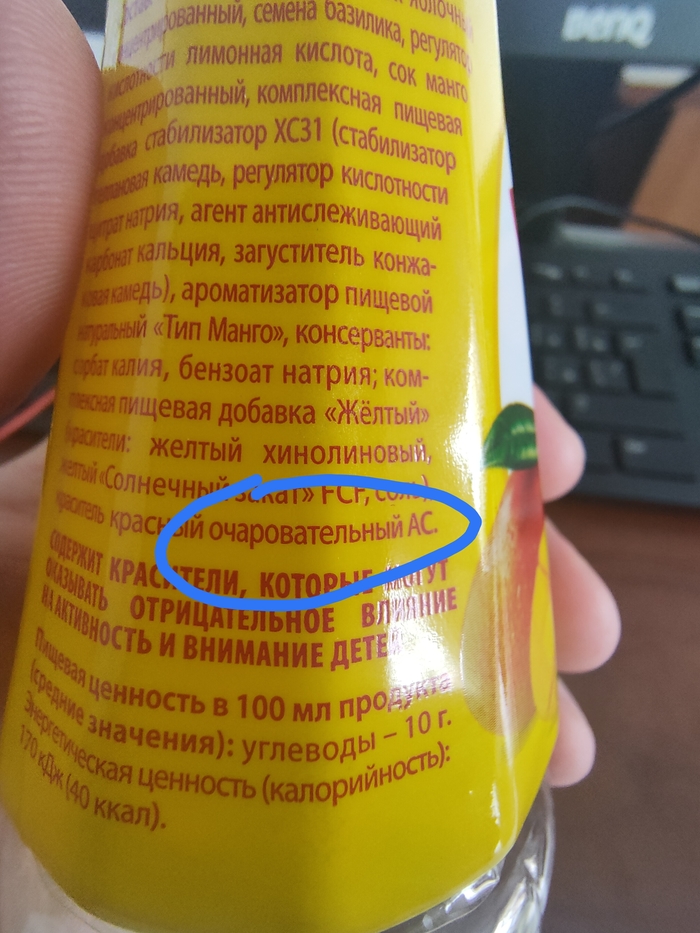 BenQ
яблочный
концентрированный, семена базилика, регулятор
кислотности лимонная кислота, сок манго
концентрированный, комплексная пищевая
добавка стабилизатор ХС31 (стабилизатор
геллановая камедь, регулятор кислотности
цитрат натрия, агент антислеживающий
карбонат кальция, загуститель конжа-
ковая камедь), ароматизатор пищевой
натуральный «Тип Манго», консерванты:
сорбат калия, бензоат натрия; ком-
плексная пищевая добавка «Жёлтый»
(красители: желтый хинолиновый,
желтый «Солнечный закат» FCF, соль),
краситель красный очаровательный АС.
СОДЕРЖИТ КРАСИТЕЛИ, КОТОРЫЕ МОГУТ
ОКАЗЫВАТЬ ОТРИЦАТЕЛЬНОЕ ВЛИЯНИЕ
НА АКТИВНОСТЬ И ВНИМАНИЕ ДЕТЕЙ
Пищевая ценность в 100 мл продукта
(средние значения): углеводы – 10 г.
Энергетическая ценность (калорийность):
170 кДж (40 ккал).